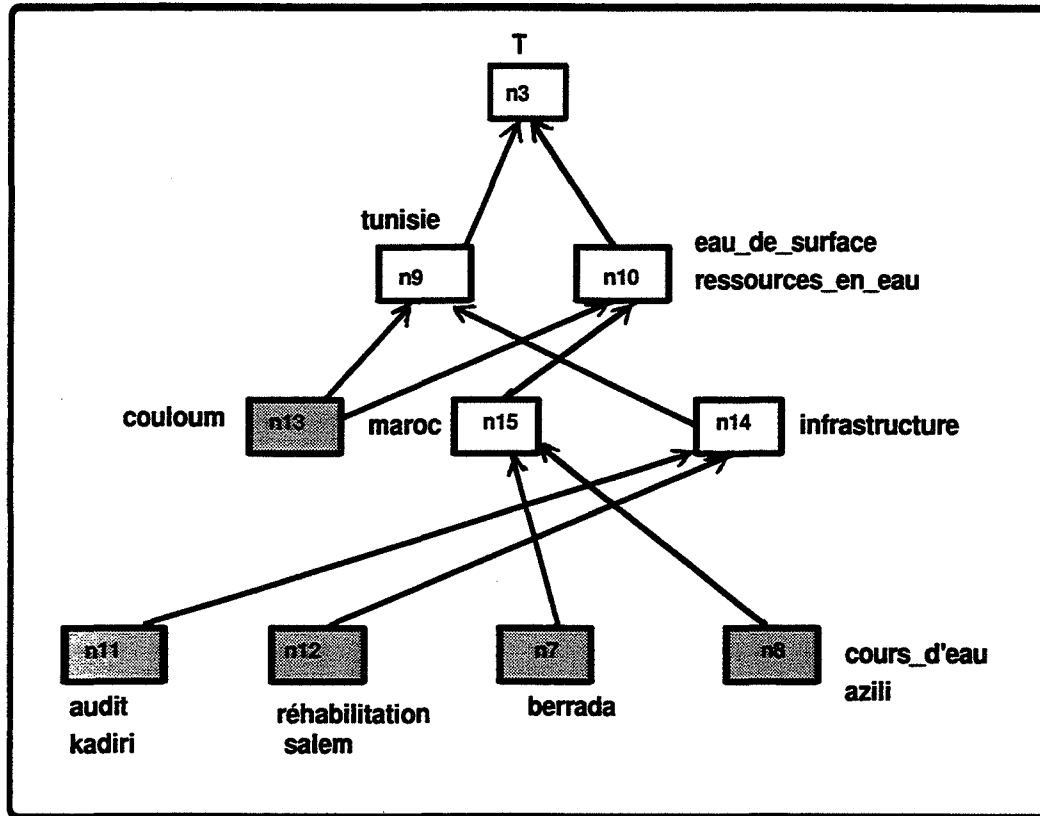 T
n3
tunisie
n9
n10
eau_de_surface
ressources_en_eau
couloum
n13
maroc
n15
n14
infrastructure
n11
n12
n7
n8
cours_d'eau
azili
audit
kadiri
réhabilitation
salem
berrada